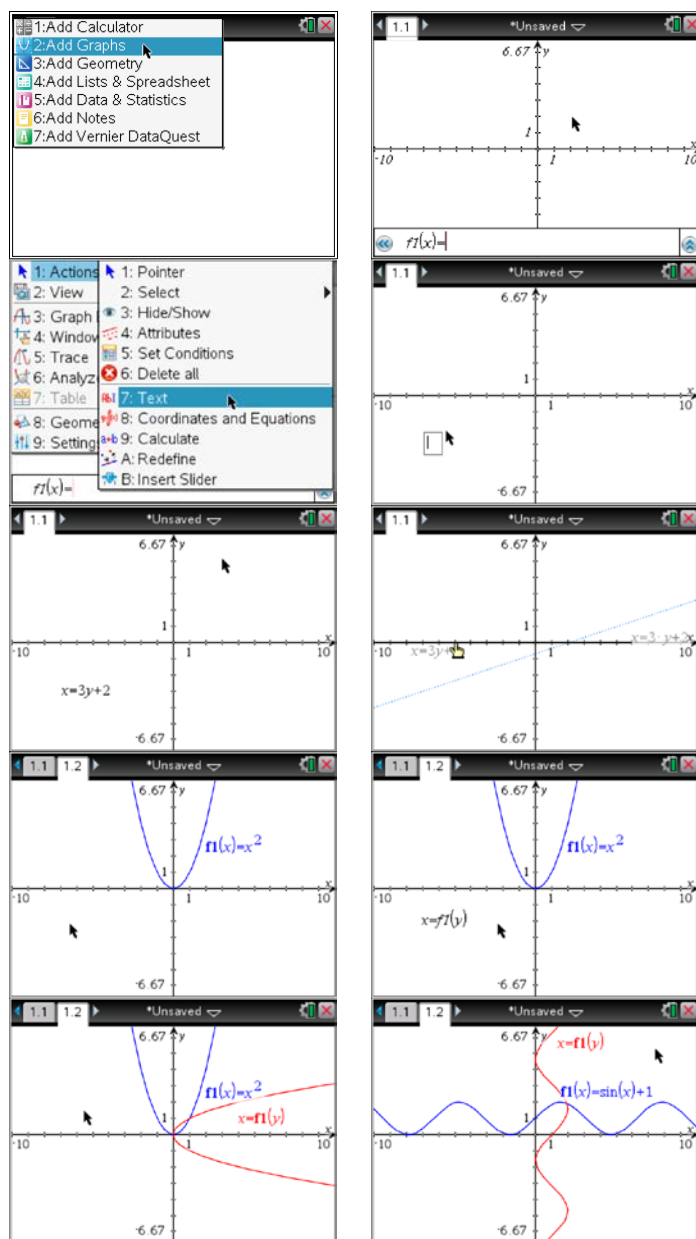 1:Add Calculator
2:Add Graphs
3:Add Geometry
4:Add Lists & Spreadsheet
5:Add Data & Statistics
6:Add Notes
7:Add Vernier DataQuest
1.1 *Unsaved
6.67 y
1
x
-10 1 10
f1(x)=
1: Actions
2: View
3: Graph
4: Window
5: Trace
6: Analyz
7: Table
8: Geome
9: Setting
1: Pointer
2: Select
3: Hide/Show
4: Attributes
5: Set Conditions
6: Delete all
7: Text
8: Coordinates and Equations
9: Calculate
A: Redefine
B: Insert Slider
f1(x)=
1.1 *Unsaved
6.67 y
1
x
-10 1 10
-6.67
1.1 *Unsaved
6.67 y
1
x
-10 1 10
x=3y+2
-6.67
1.1 *Unsaved
6.67 y
1
x=3·y+2
x
x=3y+
-10 1 10
-6.67
1.1 1.2 *Unsaved
6.67 y
f1(x)=x²
1
x
-10 1 10
-6.67
1.1 1.2 *Unsaved
6.67 y
f1(x)=x²
1
x
-10 1 10
x=f1(y)
-6.67
1.1 1.2 *Unsaved
6.67 y
f1(x)=x²
1
x=f1(y)
x
-10 1 10
-6.67
1.1 1.2 *Unsaved
6.67 y
x=f1(y)
f1(x)=sin(x)+1
1
x
-10 1 10
-6.67